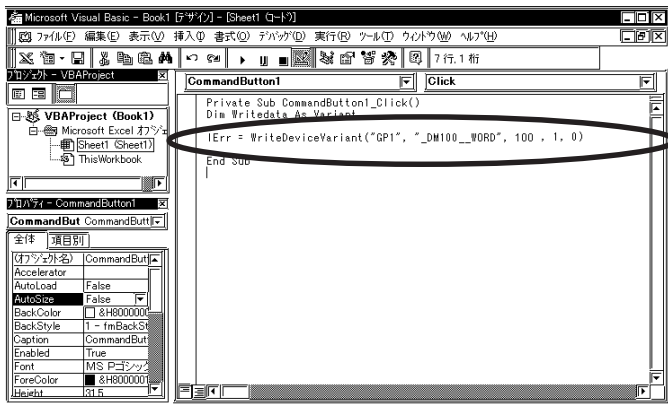 Microsoft Visual Basic - Book1 [ﾃﾞｻﾞｲﾝ] - [Sheet1 (ｺｰﾄﾞ)]
ﾌｧｲﾙ(F) 編集(E) 表示(V) 挿入(I) 書式(O) ﾃﾞﾊﾞｯｸﾞ(D) 実行(R) ﾂｰﾙ(T) ｳｨﾝﾄﾞｳ(W) ﾍﾙﾌﾟ(H)
7 行, 1 桁
ﾌﾟﾛｼﾞｪｸﾄ - VBAProject
VBAProject (Book1)
Microsoft Excel ｵﾌﾞｼﾞｪ
Sheet1 (Sheet1)
ThisWorkbook
ﾌﾟﾛﾊﾟﾃｨ - CommandButton1
CommandBut CommandButt
全体 項目別
(ｵﾌﾞｼﾞｪｸﾄ名) CommandBut
Accelerator
AutoLoad False
AutoSize False
BackColor &H8000000
BackStyle 1 - fmBackSt
Caption CommandBut
Enabled True
Font MS Pゴシック
ForeColor &H8000001
Height 31.5
CommandButton1 Click
Private Sub CommandButton1_Click()
Dim Writedata As Variant
lErr = WriteDeviceVariant("GP1", "_DM100__WORD", 100 , 1, 0)
End Sub